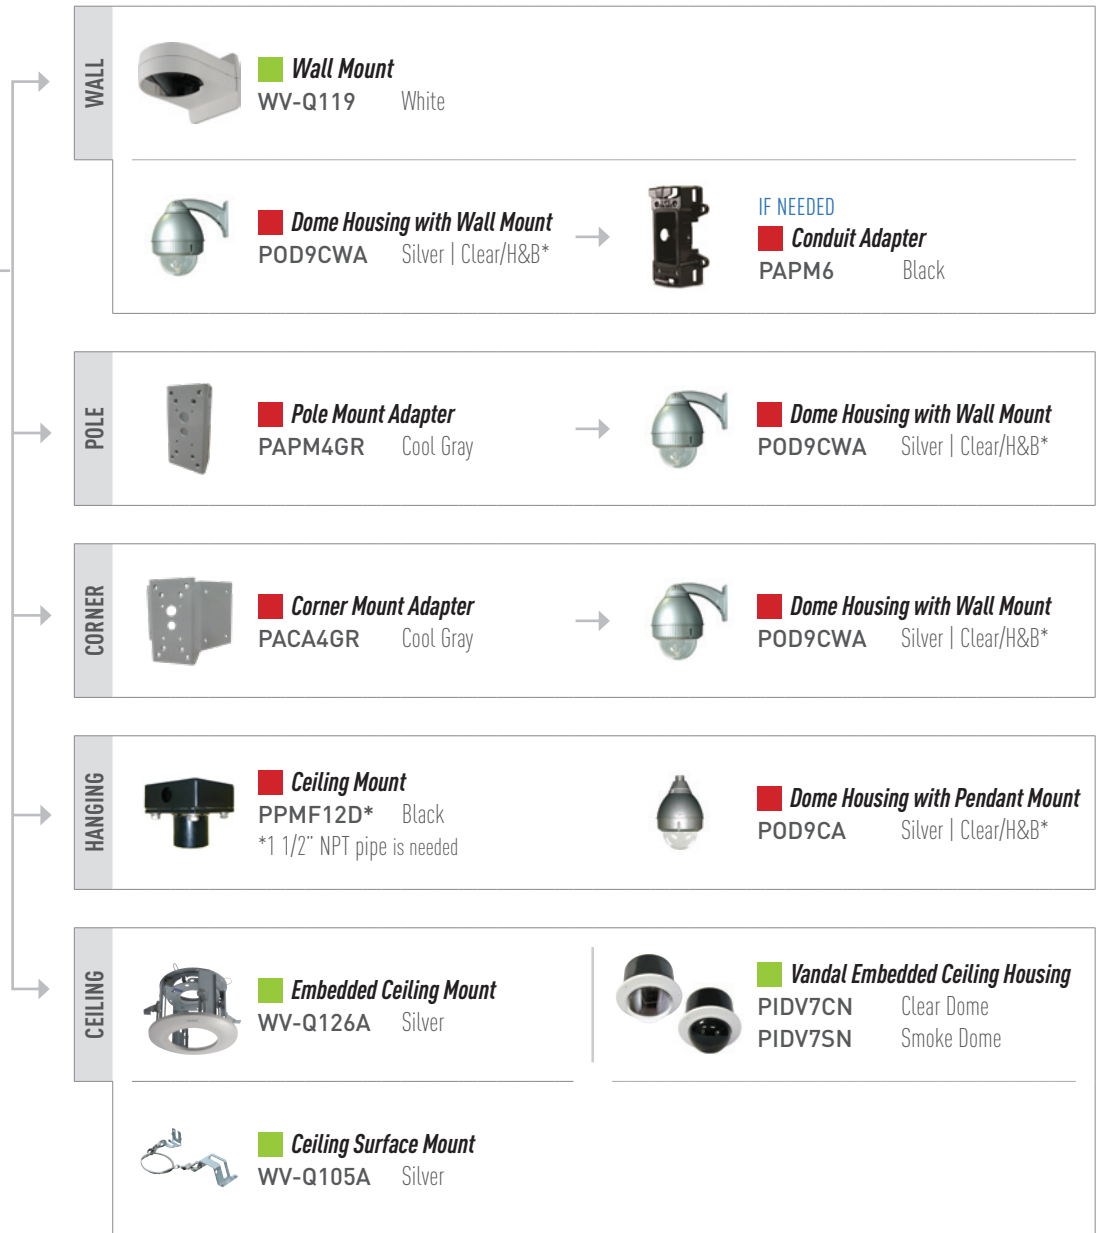 WALL
Wall Mount
WV-Q119 White
Dome Housing with Wall Mount
POD9CWA Silver | Clear/H&B*
IF NEEDED
Conduit Adapter
PAPM6 Black
POLE
Pole Mount Adapter
PAPM4GR Cool Gray
Dome Housing with Wall Mount
POD9CWA Silver | Clear/H&B*
CORNER
Corner Mount Adapter
PACA4GR Cool Gray
Dome Housing with Wall Mount
POD9CWA Silver | Clear/H&B*
HANGING
Ceiling Mount
PPMF12D* Black
*1 1/2" NPT pipe is needed
Dome Housing with Pendant Mount
POD9CA Silver | Clear/H&B*
CEILING
Embedded Ceiling Mount
WV-Q126A Silver
Vandal Embedded Ceiling Housing
PIDV7CN Clear Dome
PIDV7SN Smoke Dome
Ceiling Surface Mount
WV-Q105A Silver